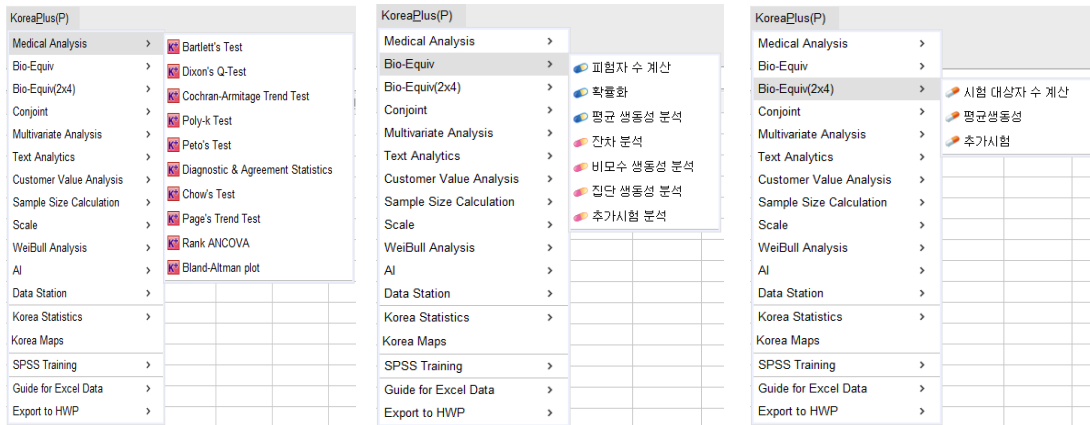 KoreaPlus(P)
Medical Analysis
Bio-Equiv
Bio-Equiv(2x4)
Conjoint
Multivariate Analysis
Text Analytics
Customer Value Analysis
Sample Size Calculation
Scale
WeiBull Analysis
AI
Data Station
Korea Statistics
Korea Maps
SPSS Training
Guide for Excel Data
Export to HWP
Bartlett's Test
Dixon's Q-Test
Cochran-Armitage Trend Test
Poly-k Test
Peto's Test
Diagnostic & Agreement Statistics
Chow's Test
Page's Trend Test
Rank ANCOVA
Bland-Altman plot
KoreaPlus(P)
Medical Analysis
Bio-Equiv
Bio-Equiv(2x4)
Conjoint
Multivariate Analysis
Text Analytics
Customer Value Analysis
Sample Size Calculation
Scale
WeiBull Analysis
AI
Data Station
Korea Statistics
Korea Maps
SPSS Training
Guide for Excel Data
Export to HWP
피험자 수 계산
확률화
평균 생동성 분석
잔차 분석
비모수 생동성 분석
집단 생동성 분석
추가시험 분석
KoreaPlus(P)
Medical Analysis
Bio-Equiv
Bio-Equiv(2x4)
Conjoint
Multivariate Analysis
Text Analytics
Customer Value Analysis
Sample Size Calculation
Scale
WeiBull Analysis
AI
Data Station
Korea Statistics
Korea Maps
SPSS Training
Guide for Excel Data
Export to HWP
시험 대상자 수 계산
평균생동성
추가시험